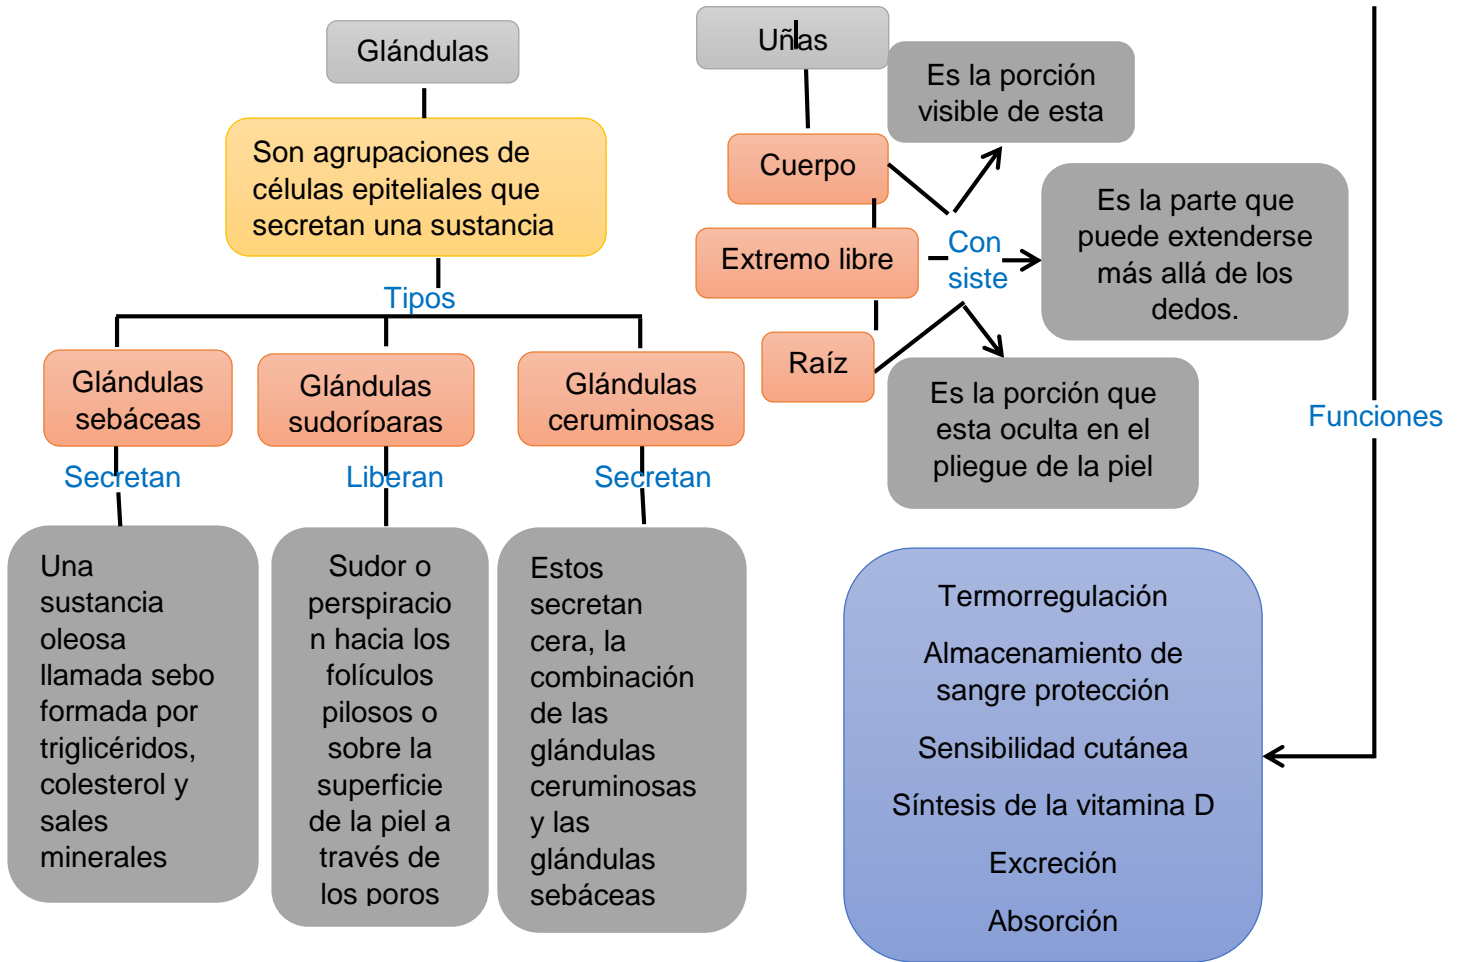 Glándulas
Son agrupaciones de
células epiteliales que
secretan una sustancia
Tipos
Glándulas
sebáceas
Secretan
Una
sustancia
oleosa
llamada sebo
formada por
triglicéridos,
colesterol y
sales
minerales
Glándulas
sudoríparas
Liberan
Sudor o
perspiracio
n hacia los
folículos
pilosos o
sobre la
superficie
de la piel a
través de
los poros
Glándulas
ceruminosas
Secretan
Estos
secretan
cera, la
combinación
de las
glándulas
ceruminosas
y las
glándulas
sebáceas
Uñas
Cuerpo
Extremo libre
Raíz
Con
siste
Es la porción
visible de esta
Es la parte que
puede extenderse
más allá de los
dedos.
Es la porción que
esta oculta en el
pliegue de la piel
Funciones
Termorregulación
Almacenamiento de
sangre protección
Sensibilidad cutánea
Síntesis de la vitamina D
Excreción
Absorción